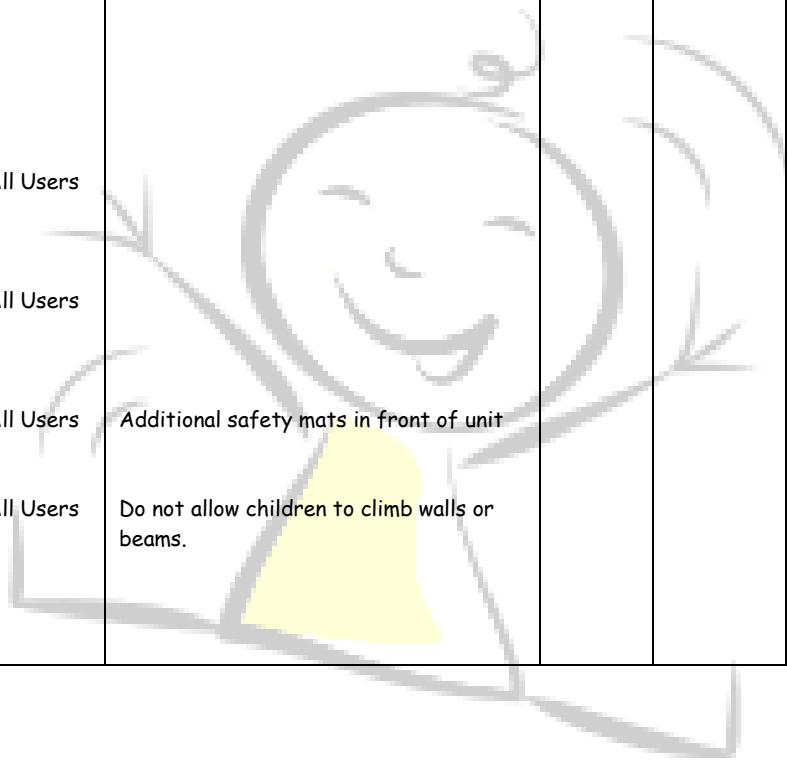 ll Users
ll Users
ll Users Additional safety mats in front of unit
ll Users Do not allow children to climb walls or
beams.